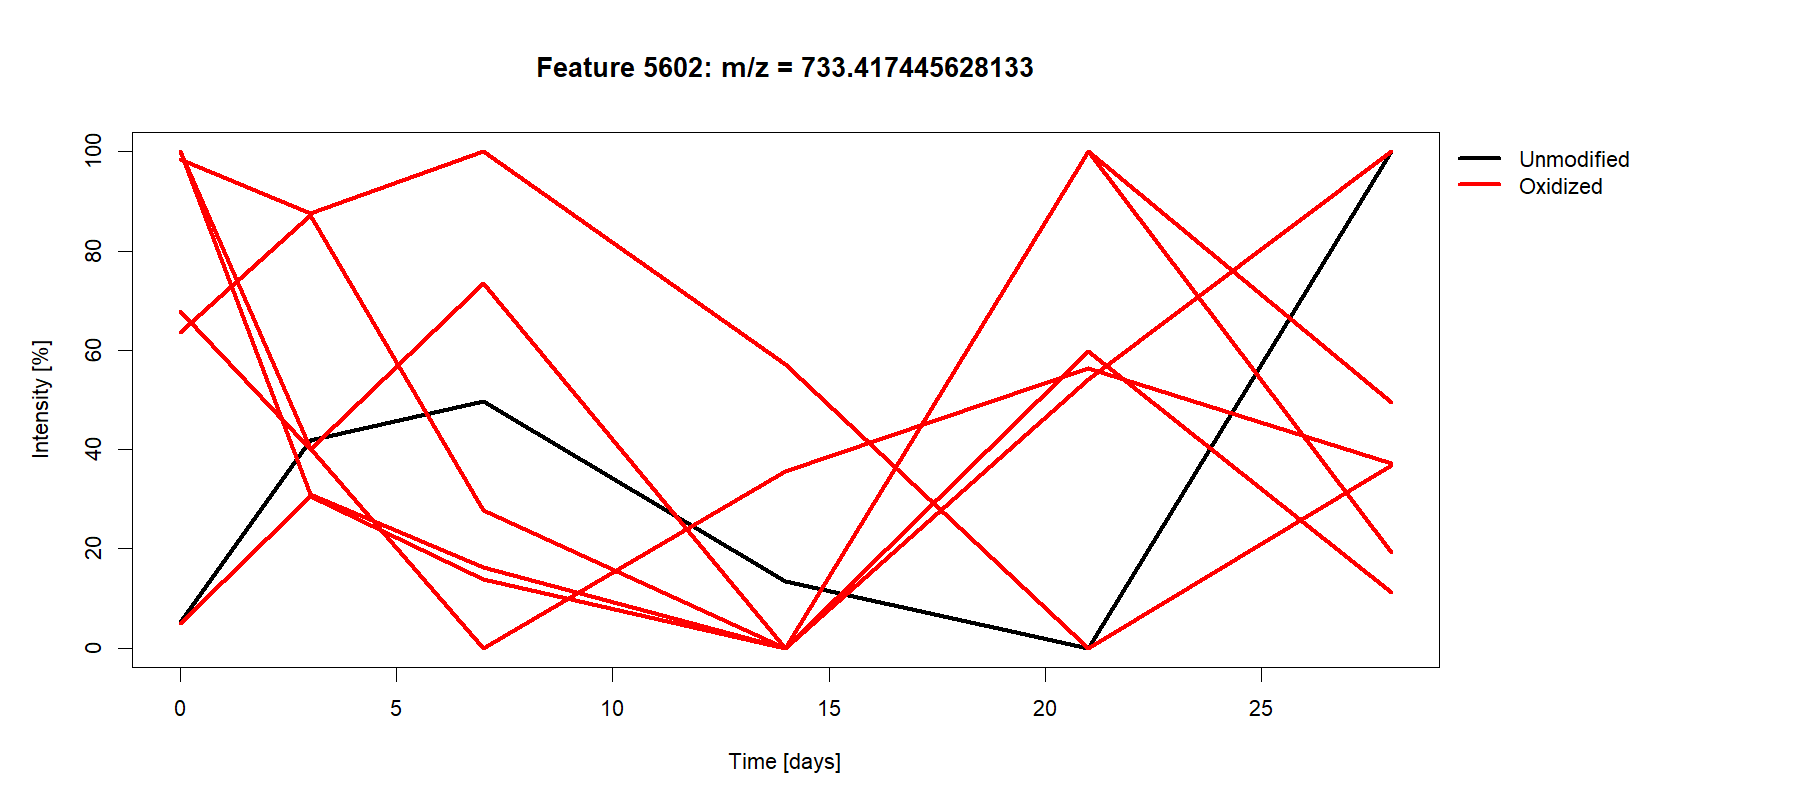 Feature 5602: m/z = 733.417445628133
Unmodified
Oxidized
Intensity [%]
100
80
60
40
20
0
0 5 10 15 20 25
Time [days]